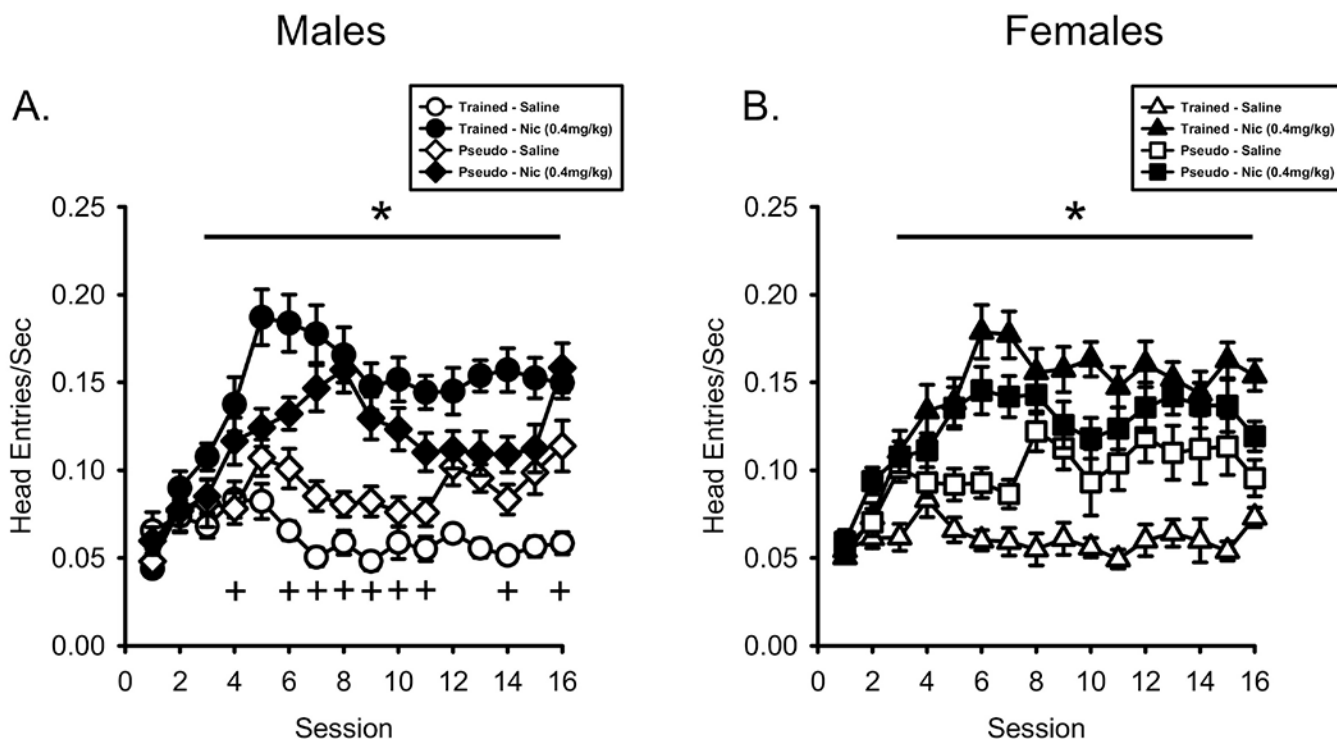 Males
Females
A.
Trained - Saline
Trained - Nic (0.4mg/kg)
Pseudo - Saline
Pseudo - Nic (0.4mg/kg)
B.
Trained - Saline
Trained - Nic (0.4mg/kg)
Pseudo - Saline
Pseudo - Nic (0.4mg/kg)
Head Entries/Sec
0.25
0.20
0.15
0.10
0.05
0.00
*
+ + + + + + + + +
0 2 4 6 8 10 12 14 16
Session
Head Entries/Sec
0.25
0.20
0.15
0.10
0.05
0.00
*
0 2 4 6 8 10 12 14 16
Session